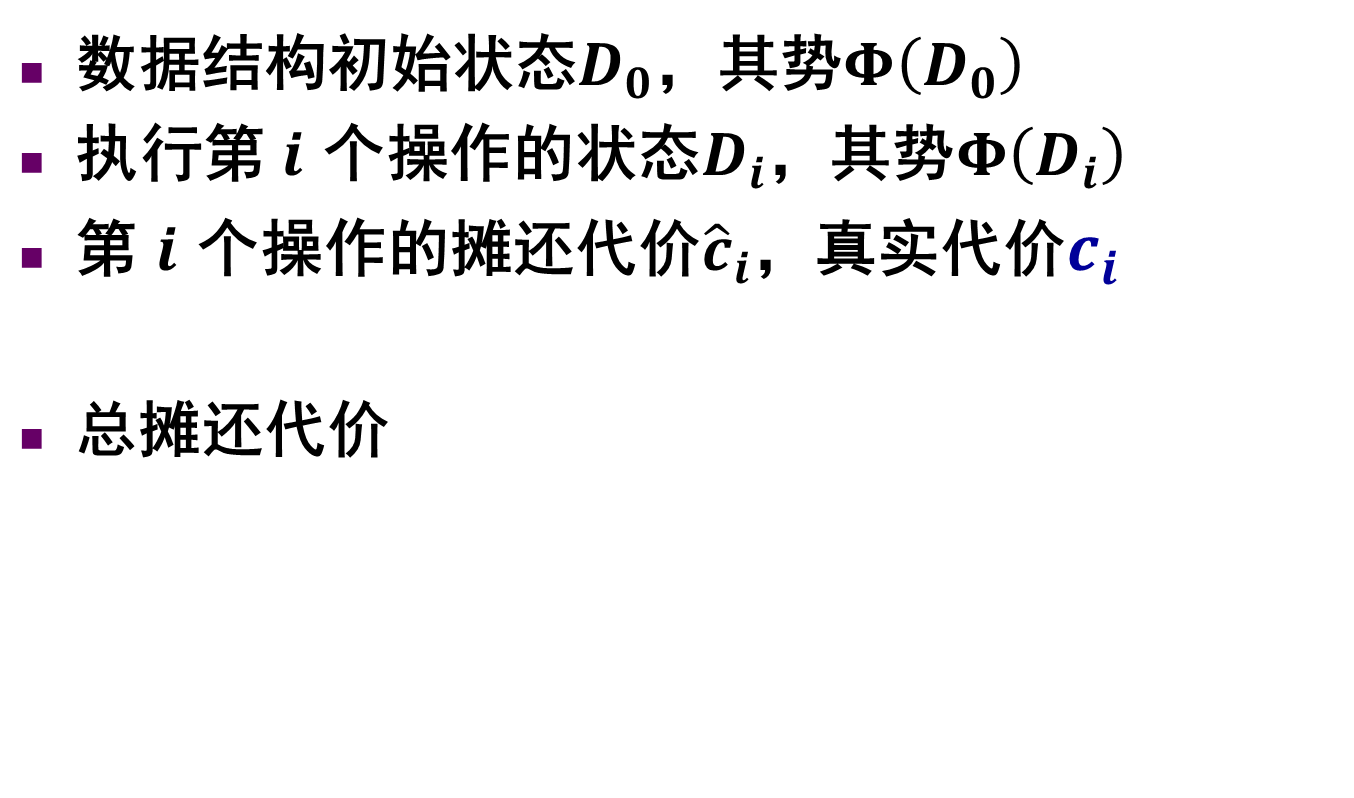 ▪ 数据结构初始状态D₀，其势Φ(D₀)
▪ 执行第 i 个操作的状态Dᵢ，其势Φ(Dᵢ)
▪ 第 i 个操作的摊还代价ĉᵢ，真实代价cᵢ
▪ 总摊还代价